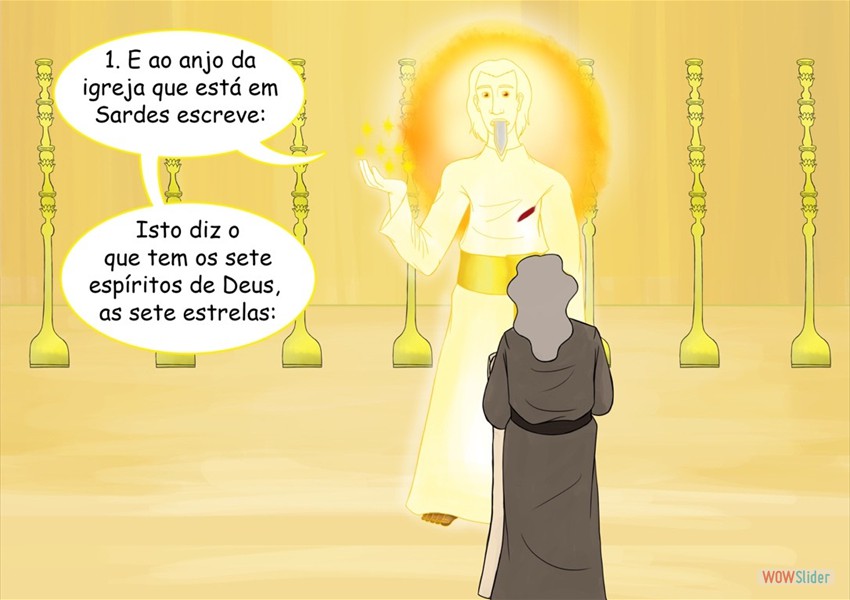 1. E ao anjo da
igreja que está em
Sardes escreve:
Isto diz o
que tem os sete
espíritos de Deus,
as sete estrelas:
WOWSlider